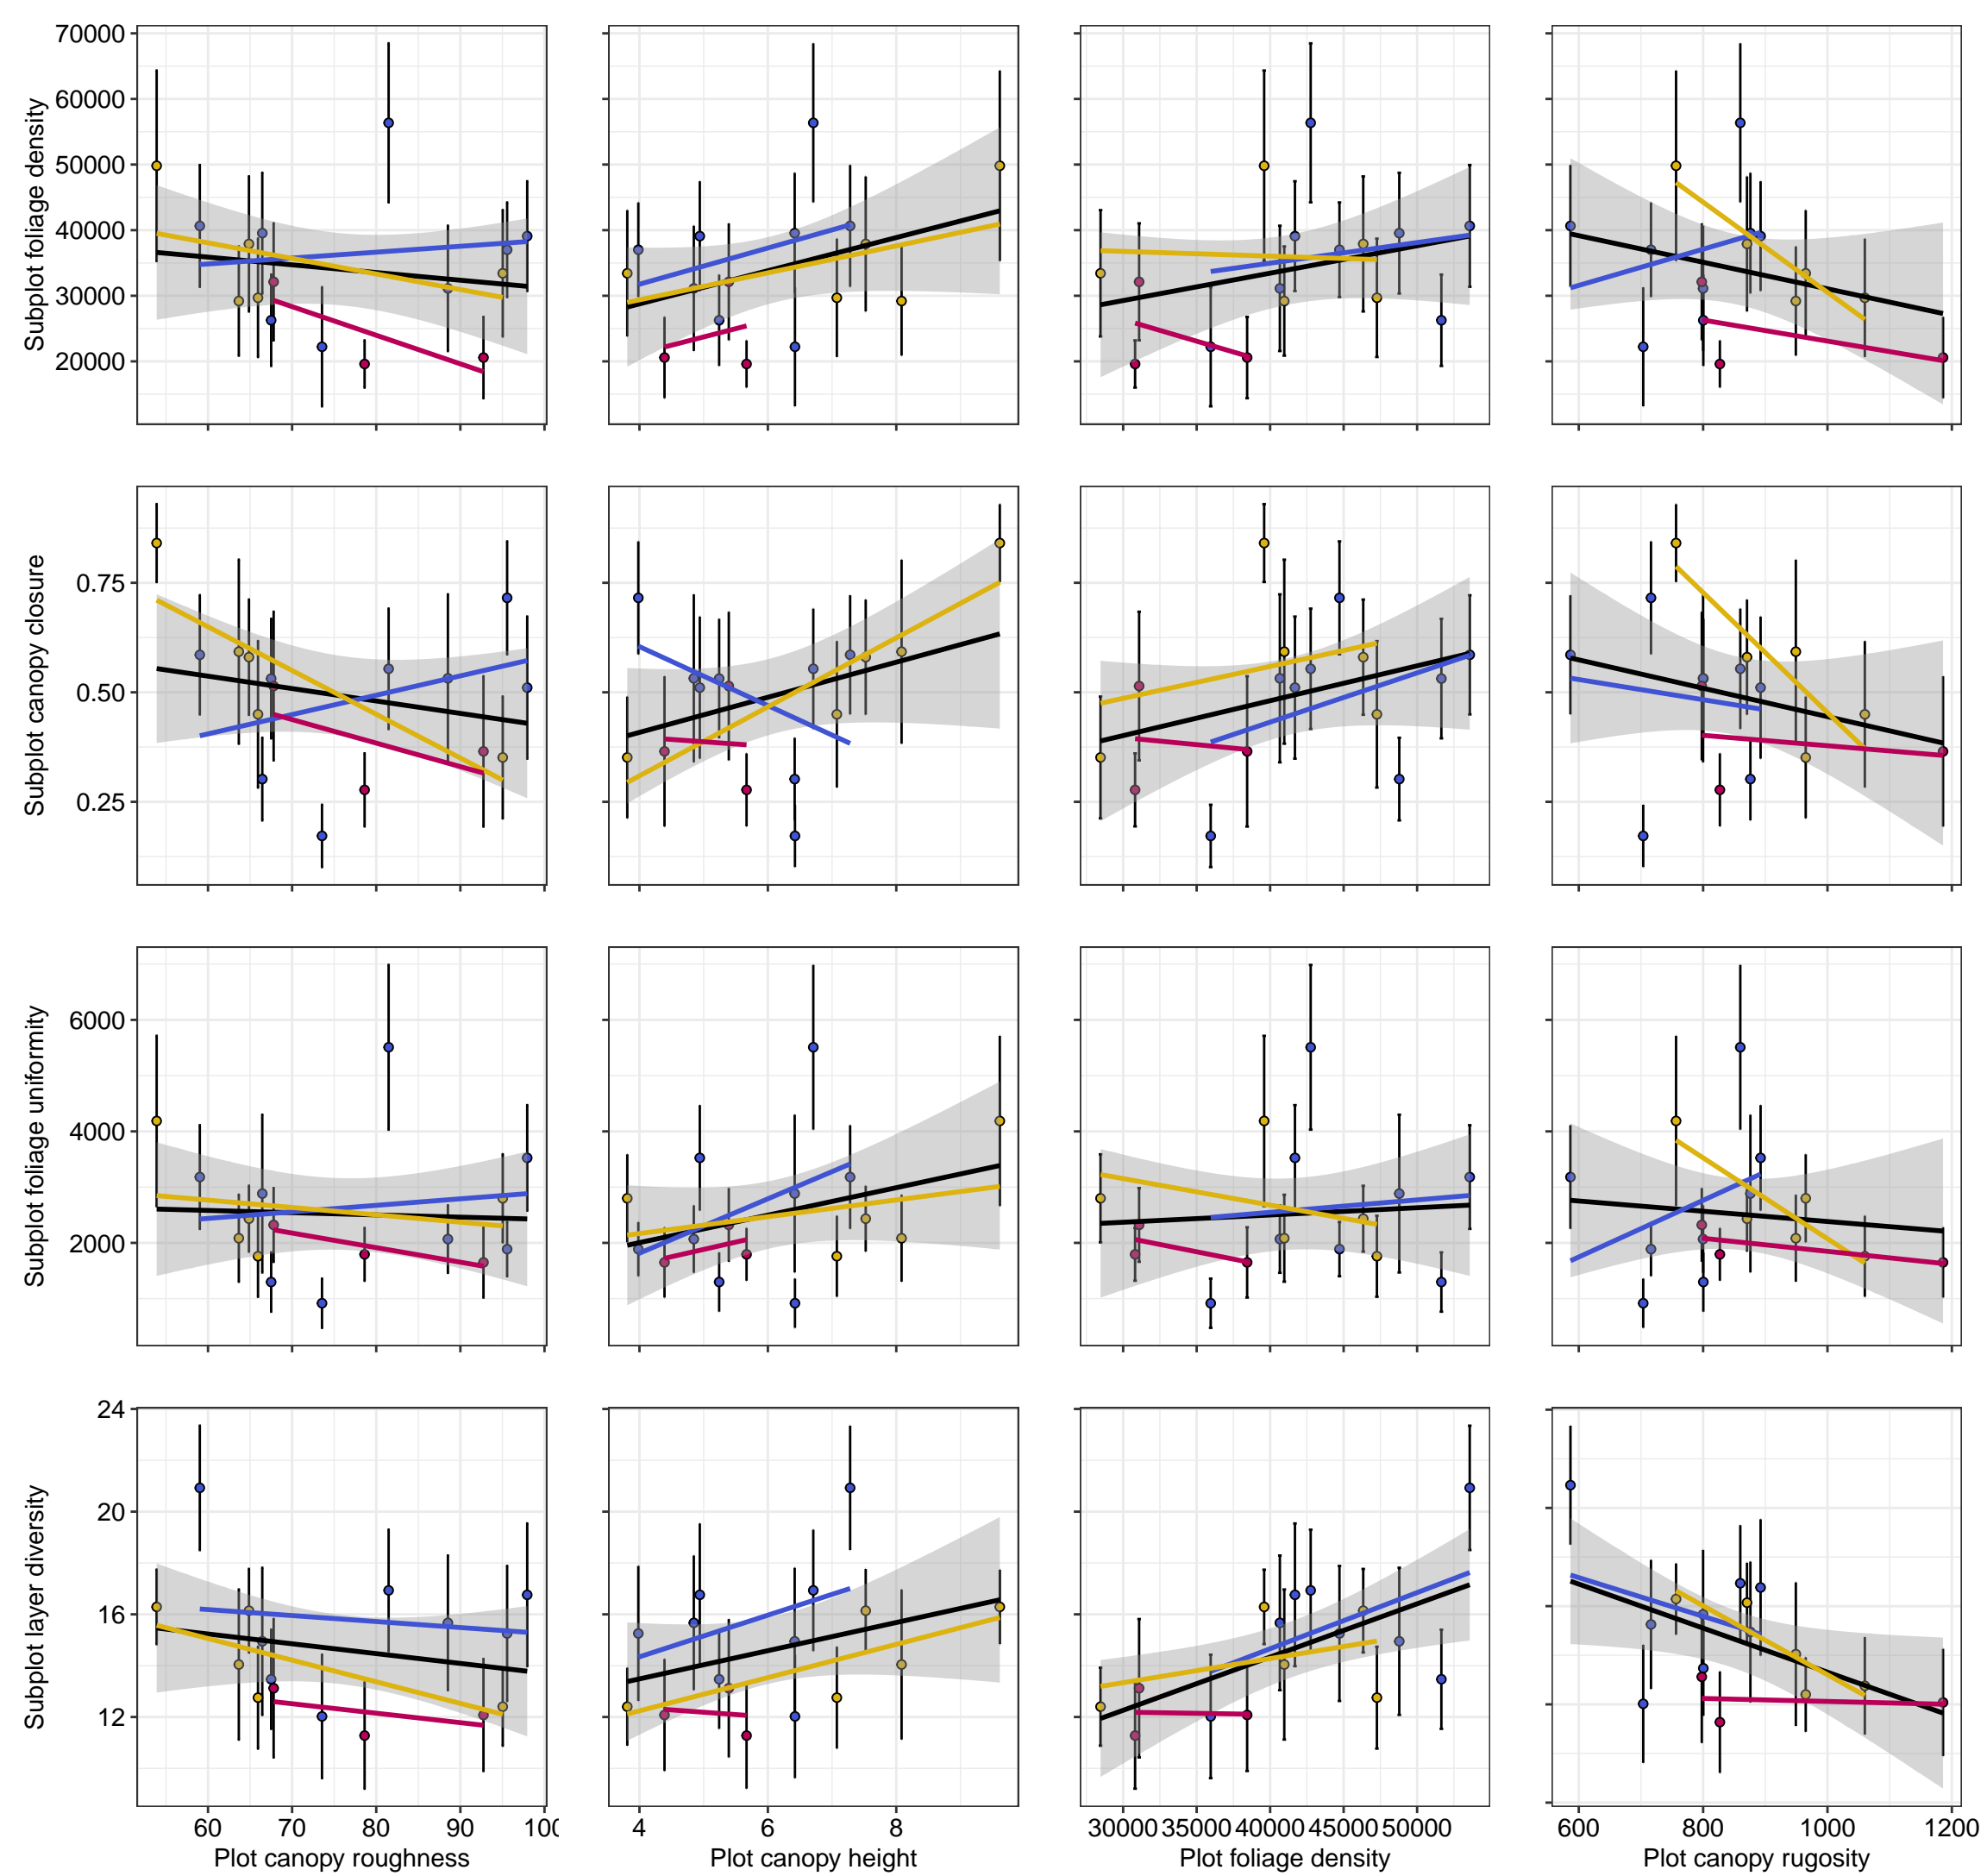 70000
60000
50000
40000
30000
20000
Subplot foliage density
0.75
0.50
0.25
Subplot canopy closure
6000
4000
2000
Subplot foliage uniformity
24
20
16
12
Subplot layer diversity
60 70 80 90 100
4 6 8
30000 35000 40000 45000 50000
600 800 1000 1200
Plot canopy roughness
Plot canopy height
Plot foliage density
Plot canopy rugosity